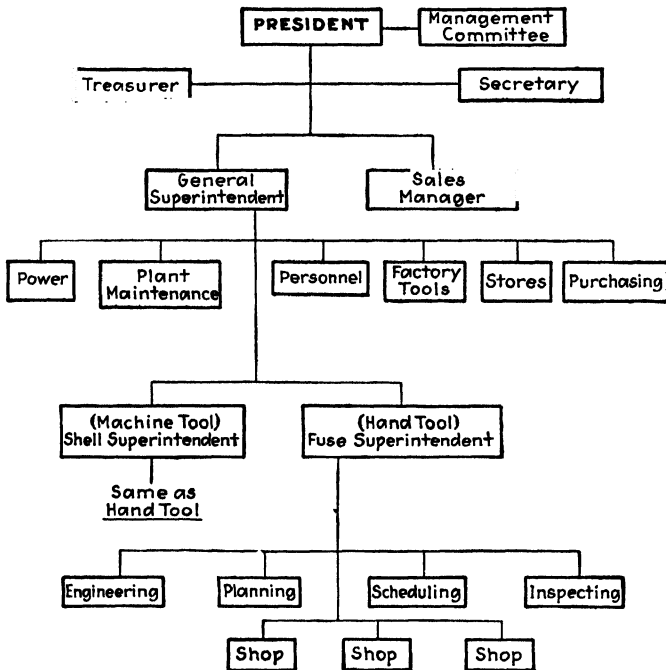 PRESIDENT
Management
Committee
Treasurer
Secretary
General
Superintendent
Sales
Manager
Power
Plant
Maintenance
Personnel
Factory
Tools
Stores
Purchasing
(Machine Tool)
Shell Superintendent
(Hand Tool)
Fuse Superintendent
Same as
Hand Tool
Engineering
Planning
Scheduling
Inspecting
Shop
Shop
Shop